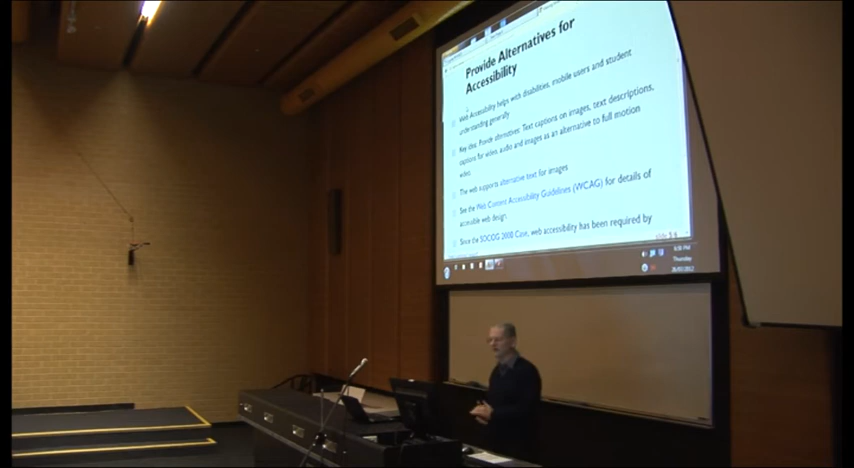 Provide Alternatives for
Accessibility
Web Accessibility helps with disabilities, mobile users and student
understanding generally
Key idea: Provide alternatives: Text captions on images, text descriptions,
captions for video, audio and images as an alternative to full motion
video.
The web supports alternative text for images
See the Web Content Accessibility Guidelines (WCAG) for details of
accessible web design.
Since the SOCOG 2000 Case, web accessibility has been required by
6:50 PM
Thursday